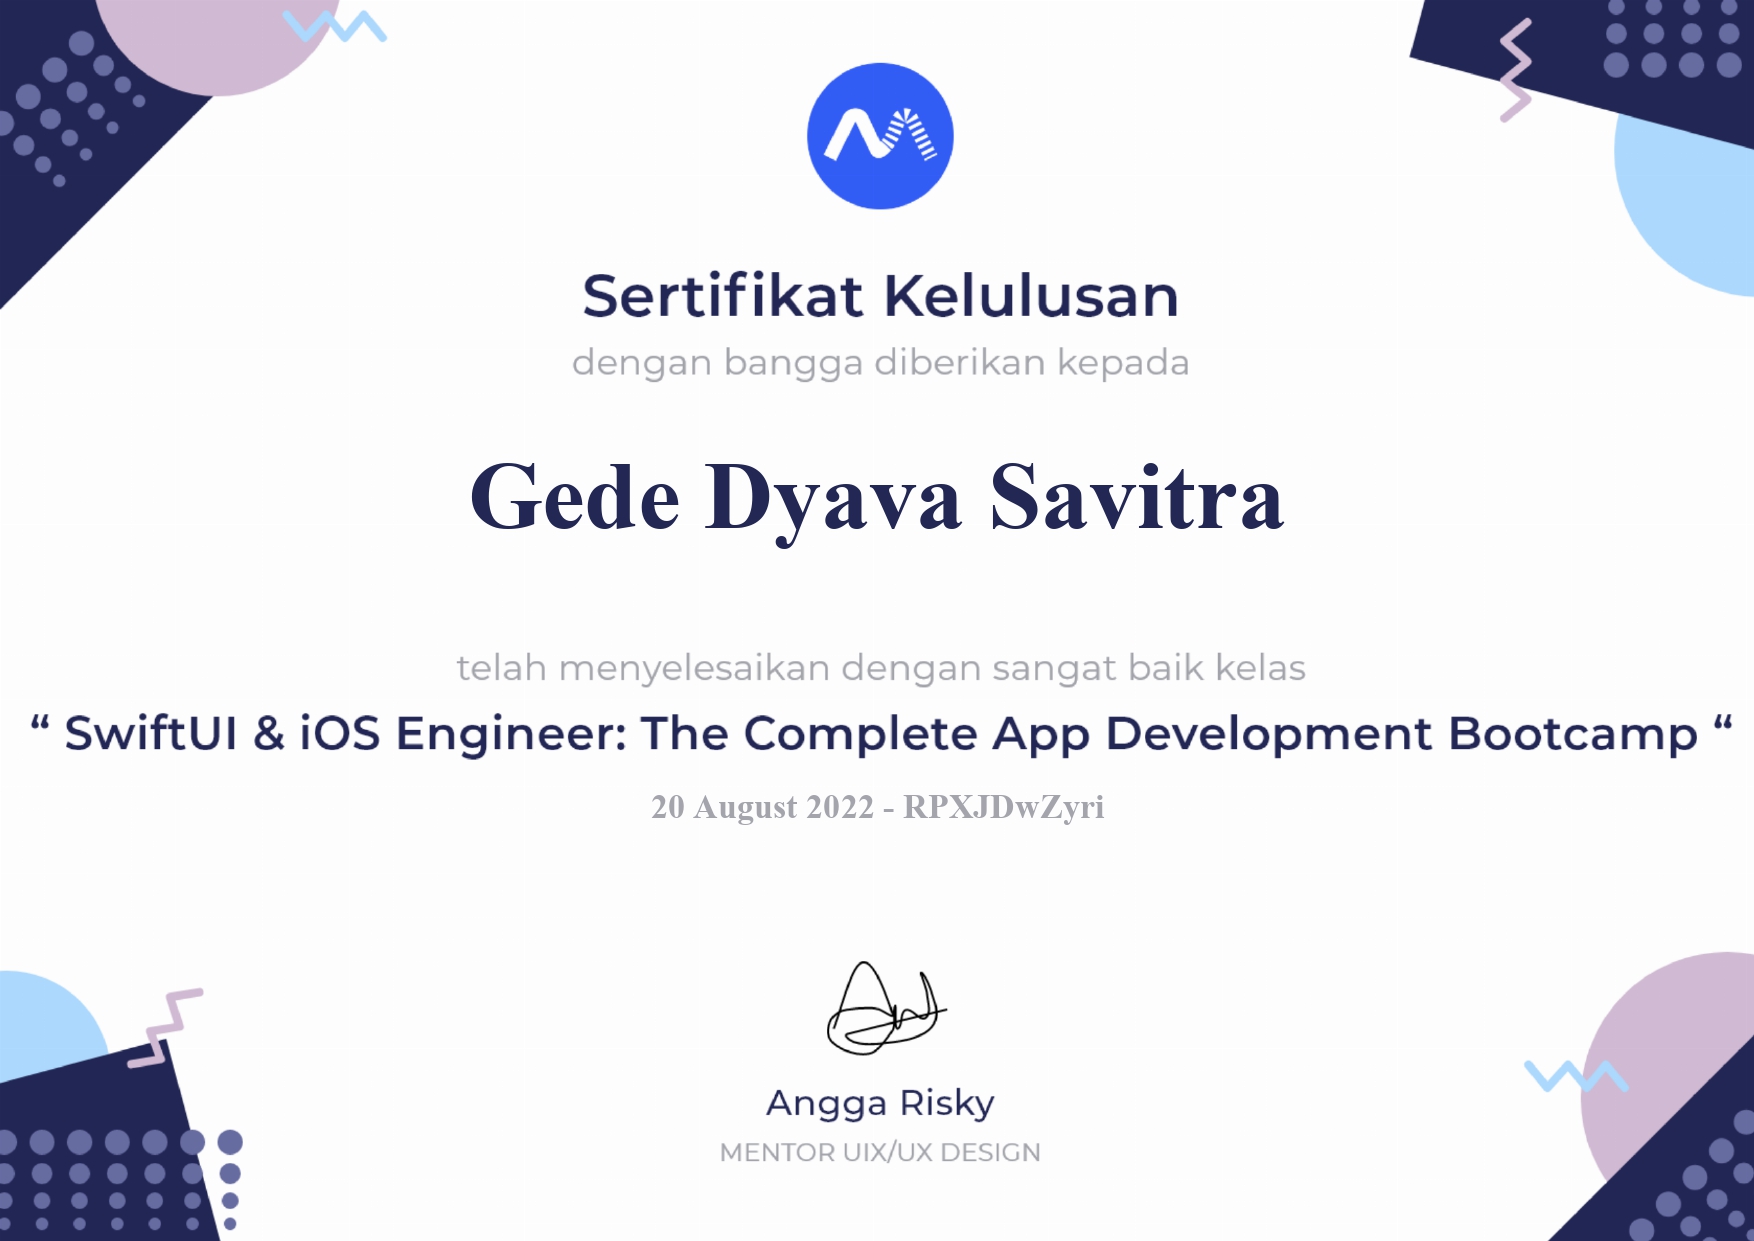 Sertifikat Kelulusan
dengan bangga diberikan kepada
Gede Dyava Savitra
telah menyelesaikan dengan sangat baik kelas
“ SwiftUI & iOS Engineer: The Complete App Development Bootcamp “
20 August 2022 - RPXJDwZyri
Angga Risky
MENTOR UIX/UX DESIGN